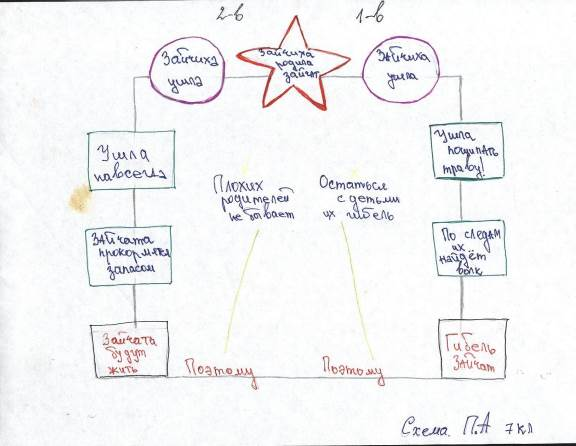 2-в
1-в
Зайчиха
родила
зайчат
Зайчиха
ушла
Зайчиха
ушла
Ушла
навсегда
Ушла
пощипать
траву!
Плохих
родителей
не бывает
Остаться
с детьми
их гибель
Зайчата
прокормятся
запасом
По следам
их
найдёт
волк
Зайчата
будут
жить
Поэтому
Поэтому
Гибель
зайчат
Схема П.А 7кл